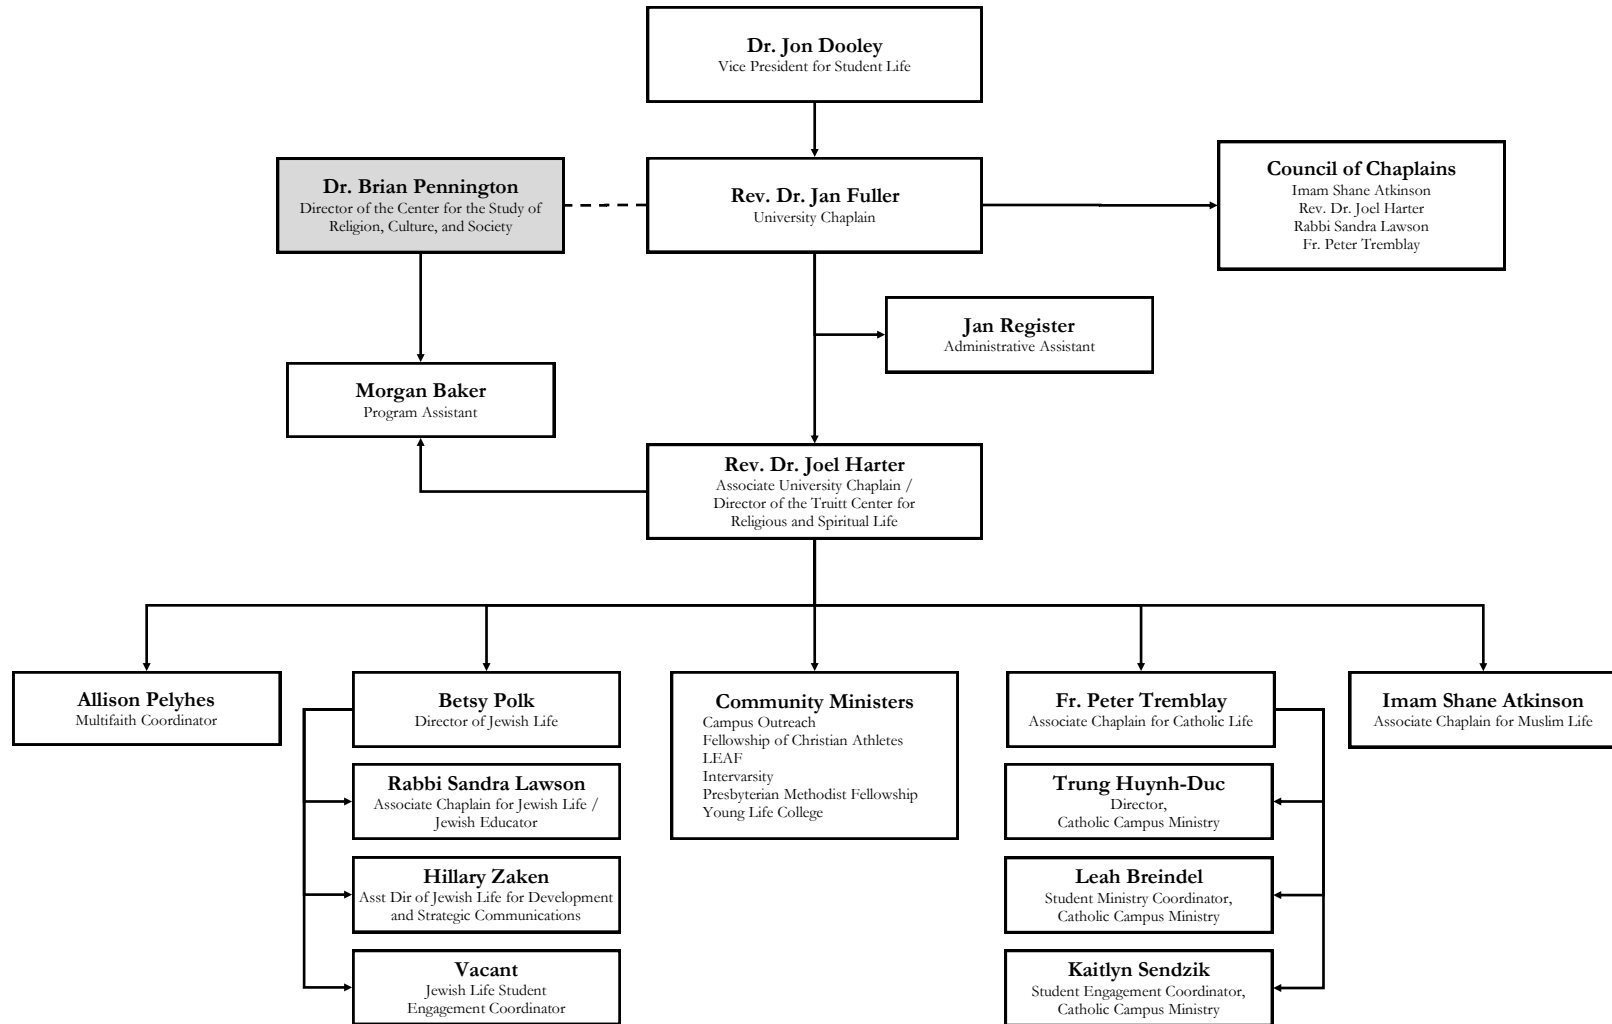 Dr. Jon Dooley
Vice President for Student Life
Dr. Brian Pennington
Director of the Center for the Study of
Religion, Culture, and Society
Rev. Dr. Jan Fuller
University Chaplain
Council of Chaplains
Imam Shane Atkinson
Rev. Dr. Joel Harter
Rabbi Sandra Lawson
Fr. Peter Tremblay
Jan Register
Administrative Assistant
Morgan Baker
Program Assistant
Rev. Dr. Joel Harter
Associate University Chaplain /
Director of the Truitt Center for
Religious and Spiritual Life
Allison Pelyhes
Multifaith Coordinator
Betsy Polk
Director of Jewish Life
Rabbi Sandra Lawson
Associate Chaplain for Jewish Life /
Jewish Educator
Hillary Zaken
Asst Dir of Jewish Life for Development
and Strategic Communications
Vacant
Jewish Life Student
Engagement Coordinator
Community Ministers
Campus Outreach
Fellowship of Christian Athletes
LEAF
Intervarsity
Presbyterian Methodist Fellowship
Young Life College
Fr. Peter Tremblay
Associate Chaplain for Catholic Life
Trung Huynh-Duc
Director,
Catholic Campus Ministry
Leah Breindel
Student Ministry Coordinator,
Catholic Campus Ministry
Kaitlyn Sendzik
Student Engagement Coordinator,
Catholic Campus Ministry
Imam Shane Atkinson
Associate Chaplain for Muslim Life